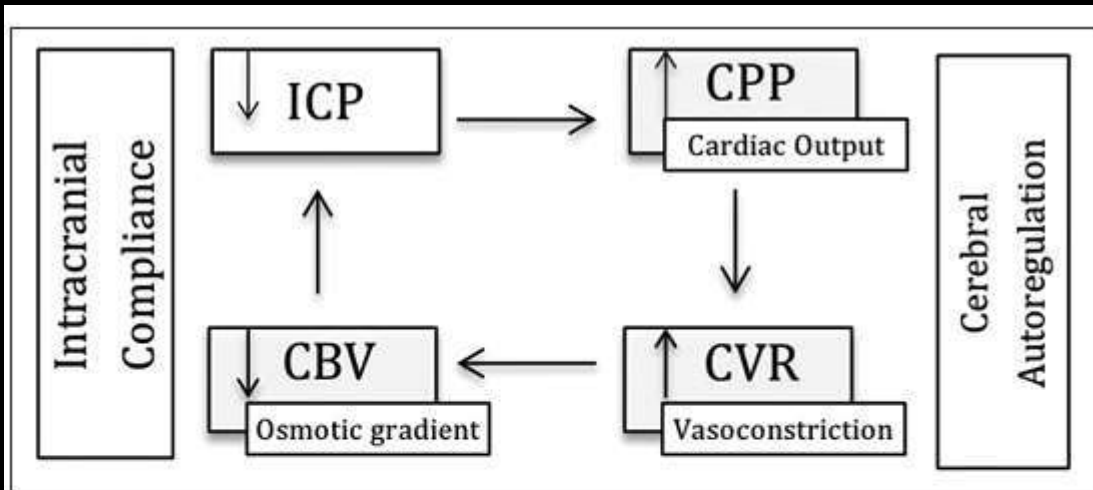 Intracranial
Compliance
ICP
CPP
Cardiac Output
CBV
Osmotic gradient
CVR
Vasoconstriction
Cerebral
Autoregulation